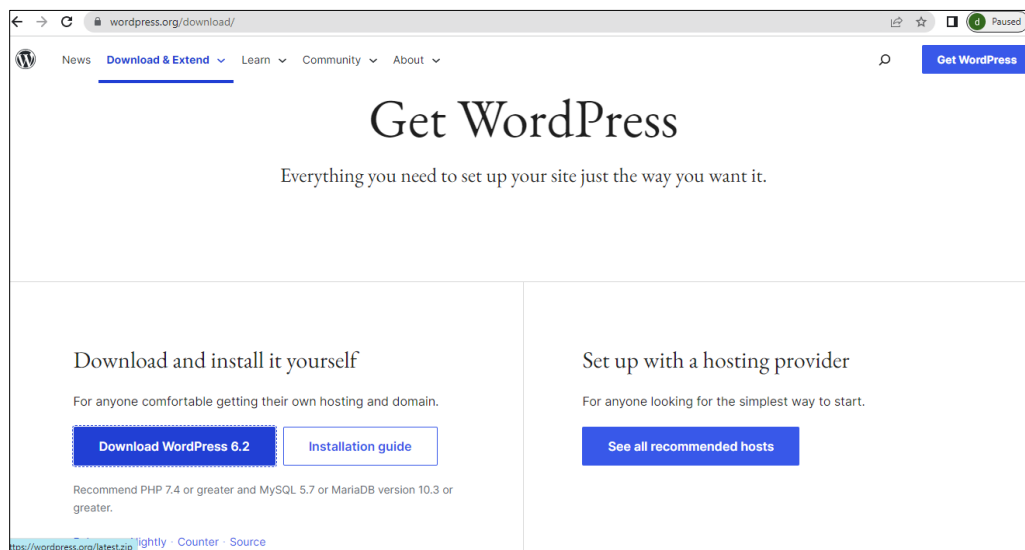 wordpress.org/download/
d Paused
News Download & Extend Learn Community About Get WordPress
Get WordPress
Everything you need to set up your site just the way you want it.
Download and install it yourself
For anyone comfortable getting their own hosting and domain.
Download WordPress 6.2 Installation guide
Recommend PHP 7.4 or greater and MySQL 5.7 or MariaDB version 10.3 or
greater.
Counter · Source
ttps://wordpress.org/latest.zip
Set up with a hosting provider
For anyone looking for the simplest way to start.
See all recommended hosts